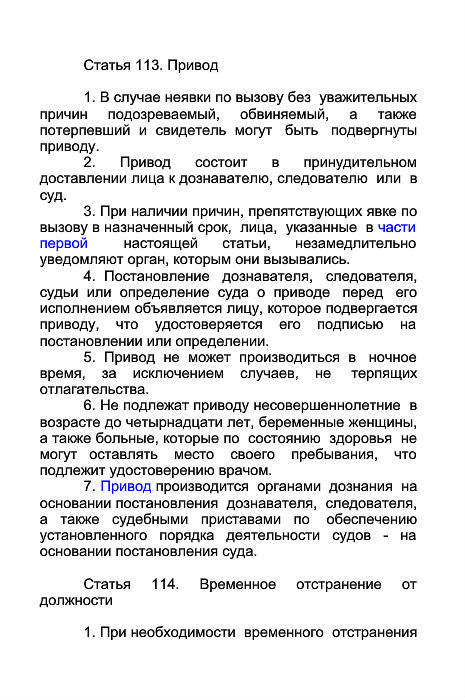 Статья 113. Привод
1. В случае неявки по вызову без уважительных
причин подозреваемый, обвиняемый, а также
потерпевший и свидетель могут быть подвергнуты
приводу.
2. Привод состоит в принудительном
доставлении лица к дознавателю, следователю или в
суд.
3. При наличии причин, препятствующих явке по
вызову в назначенный срок, лица, указанные в части
первой настоящей статьи, незамедлительно
уведомляют орган, которым они вызывались.
4. Постановление дознавателя, следователя,
судьи или определение суда о приводе перед его
исполнением объявляется лицу, которое подвергается
приводу, что удостоверяется его подписью на
постановлении или определении.
5. Привод не может производиться в ночное
время, за исключением случаев, не терпящих
отлагательства.
6. Не подлежат приводу несовершеннолетние в
возрасте до четырнадцати лет, беременные женщины,
а также больные, которые по состоянию здоровья не
могут оставлять место своего пребывания, что
подлежит удостоверению врачом.
7. Привод производится органами дознания на
основании постановления дознавателя, следователя,
а также судебными приставами по обеспечению
установленного порядка деятельности судов - на
основании постановления суда.
Статья 114. Временное отстранение от
должности
1. При необходимости временного отстранения